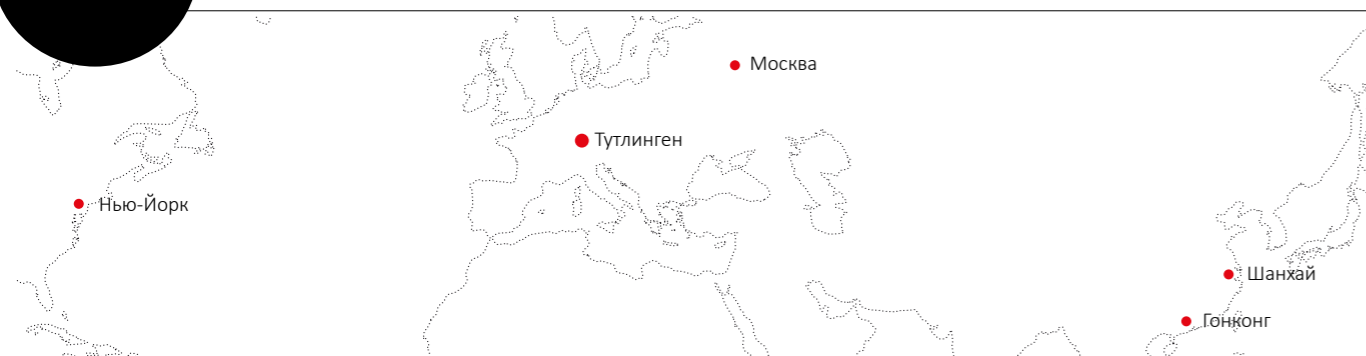 Москва
Тутлинген
Нью-Йорк
Шанхай
Гонконг